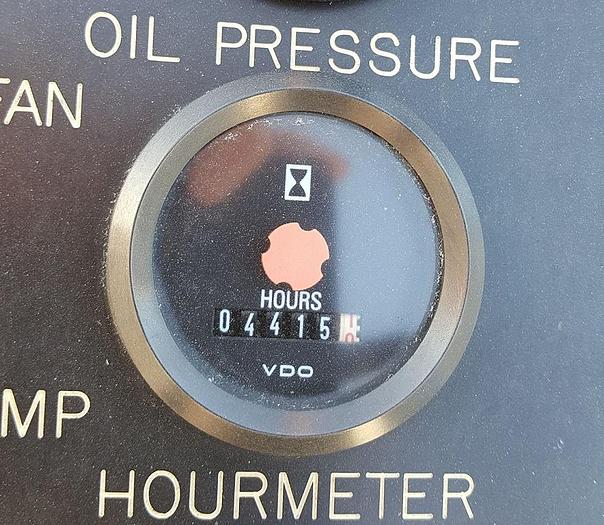 OIL PRESSURE
FAN
HOURS
04415
VDO
MP
HOURMETER